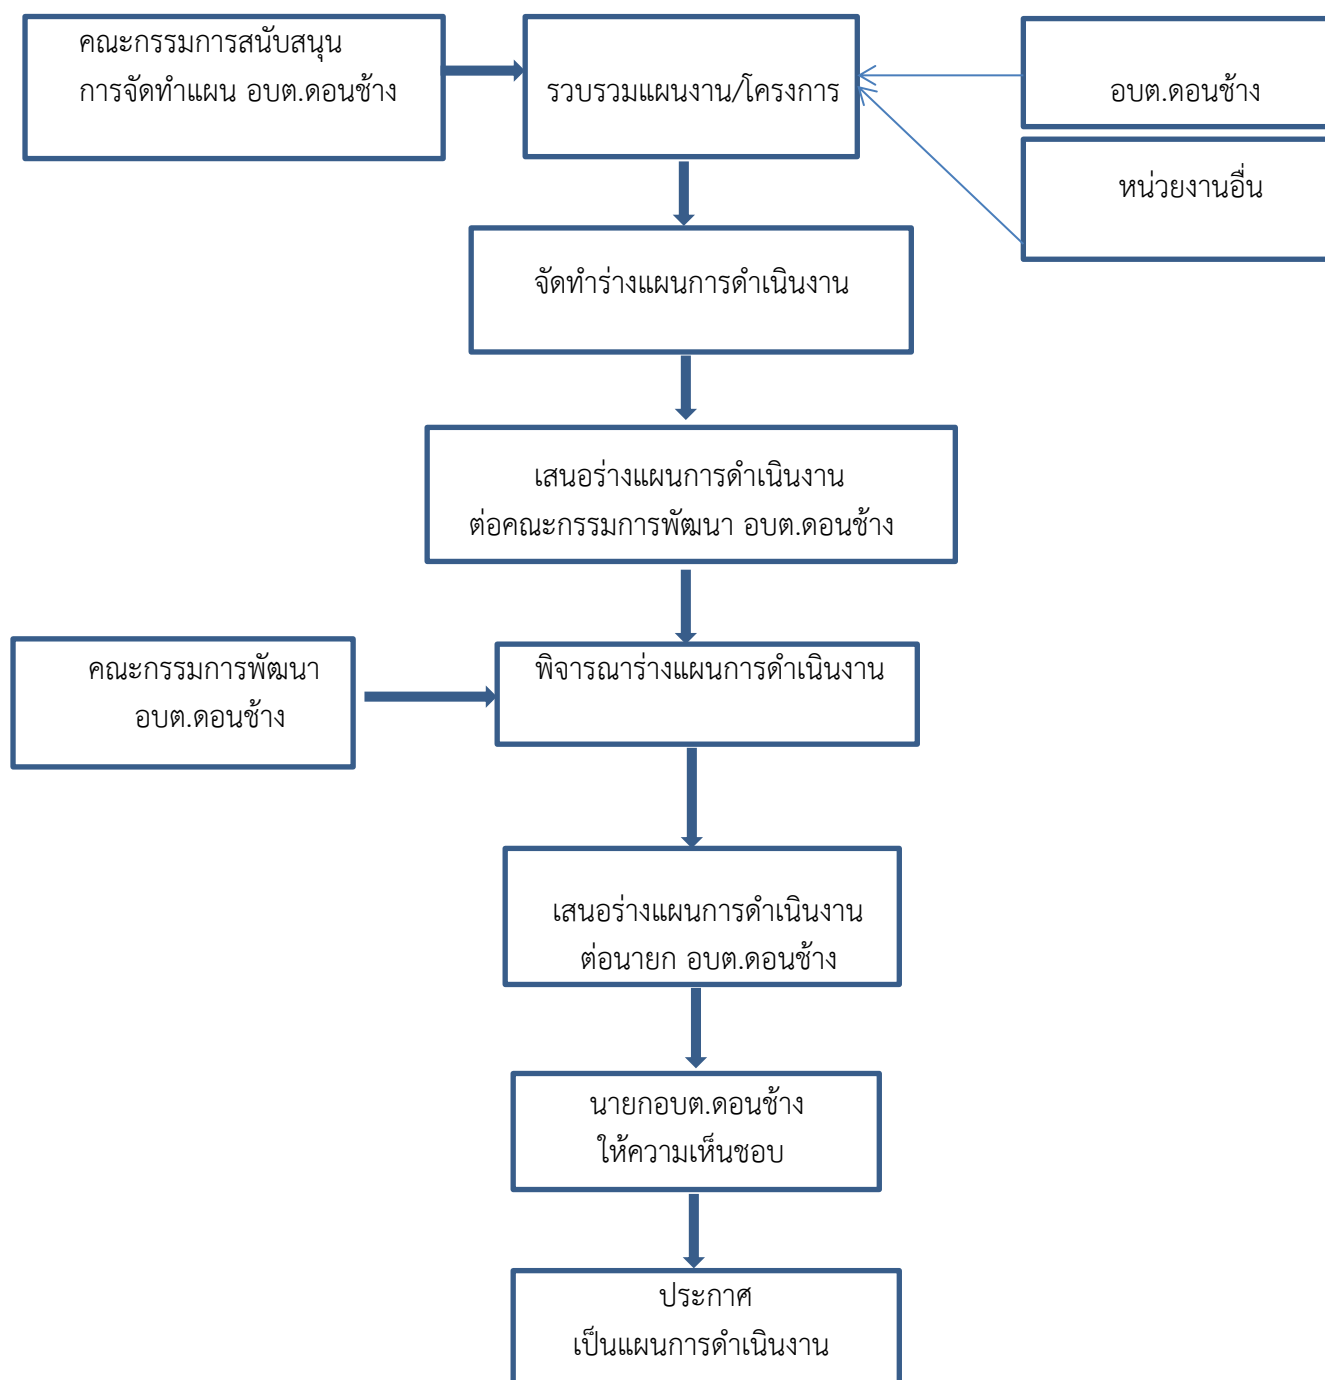 คณะกรรมการสนับสนุน
การจัดทำแผน อบต.ดอนช้าง
รวบรวมแผนงาน/โครงการ
อบต.ดอนช้าง
หน่วยงานอื่น
จัดทำร่างแผนการดำเนินงาน
เสนอร่างแผนการดำเนินงาน
ต่อคณะกรรมการพัฒนา อบต.ดอนช้าง
คณะกรรมการพัฒนา
อบต.ดอนช้าง
พิจารณาร่างแผนการดำเนินงาน
เสนอร่างแผนการดำเนินงาน
ต่อนายก อบต.ดอนช้าง
นายกอบต.ดอนช้าง
ให้ความเห็นชอบ
ประกาศ
เป็นแผนการดำเนินงาน